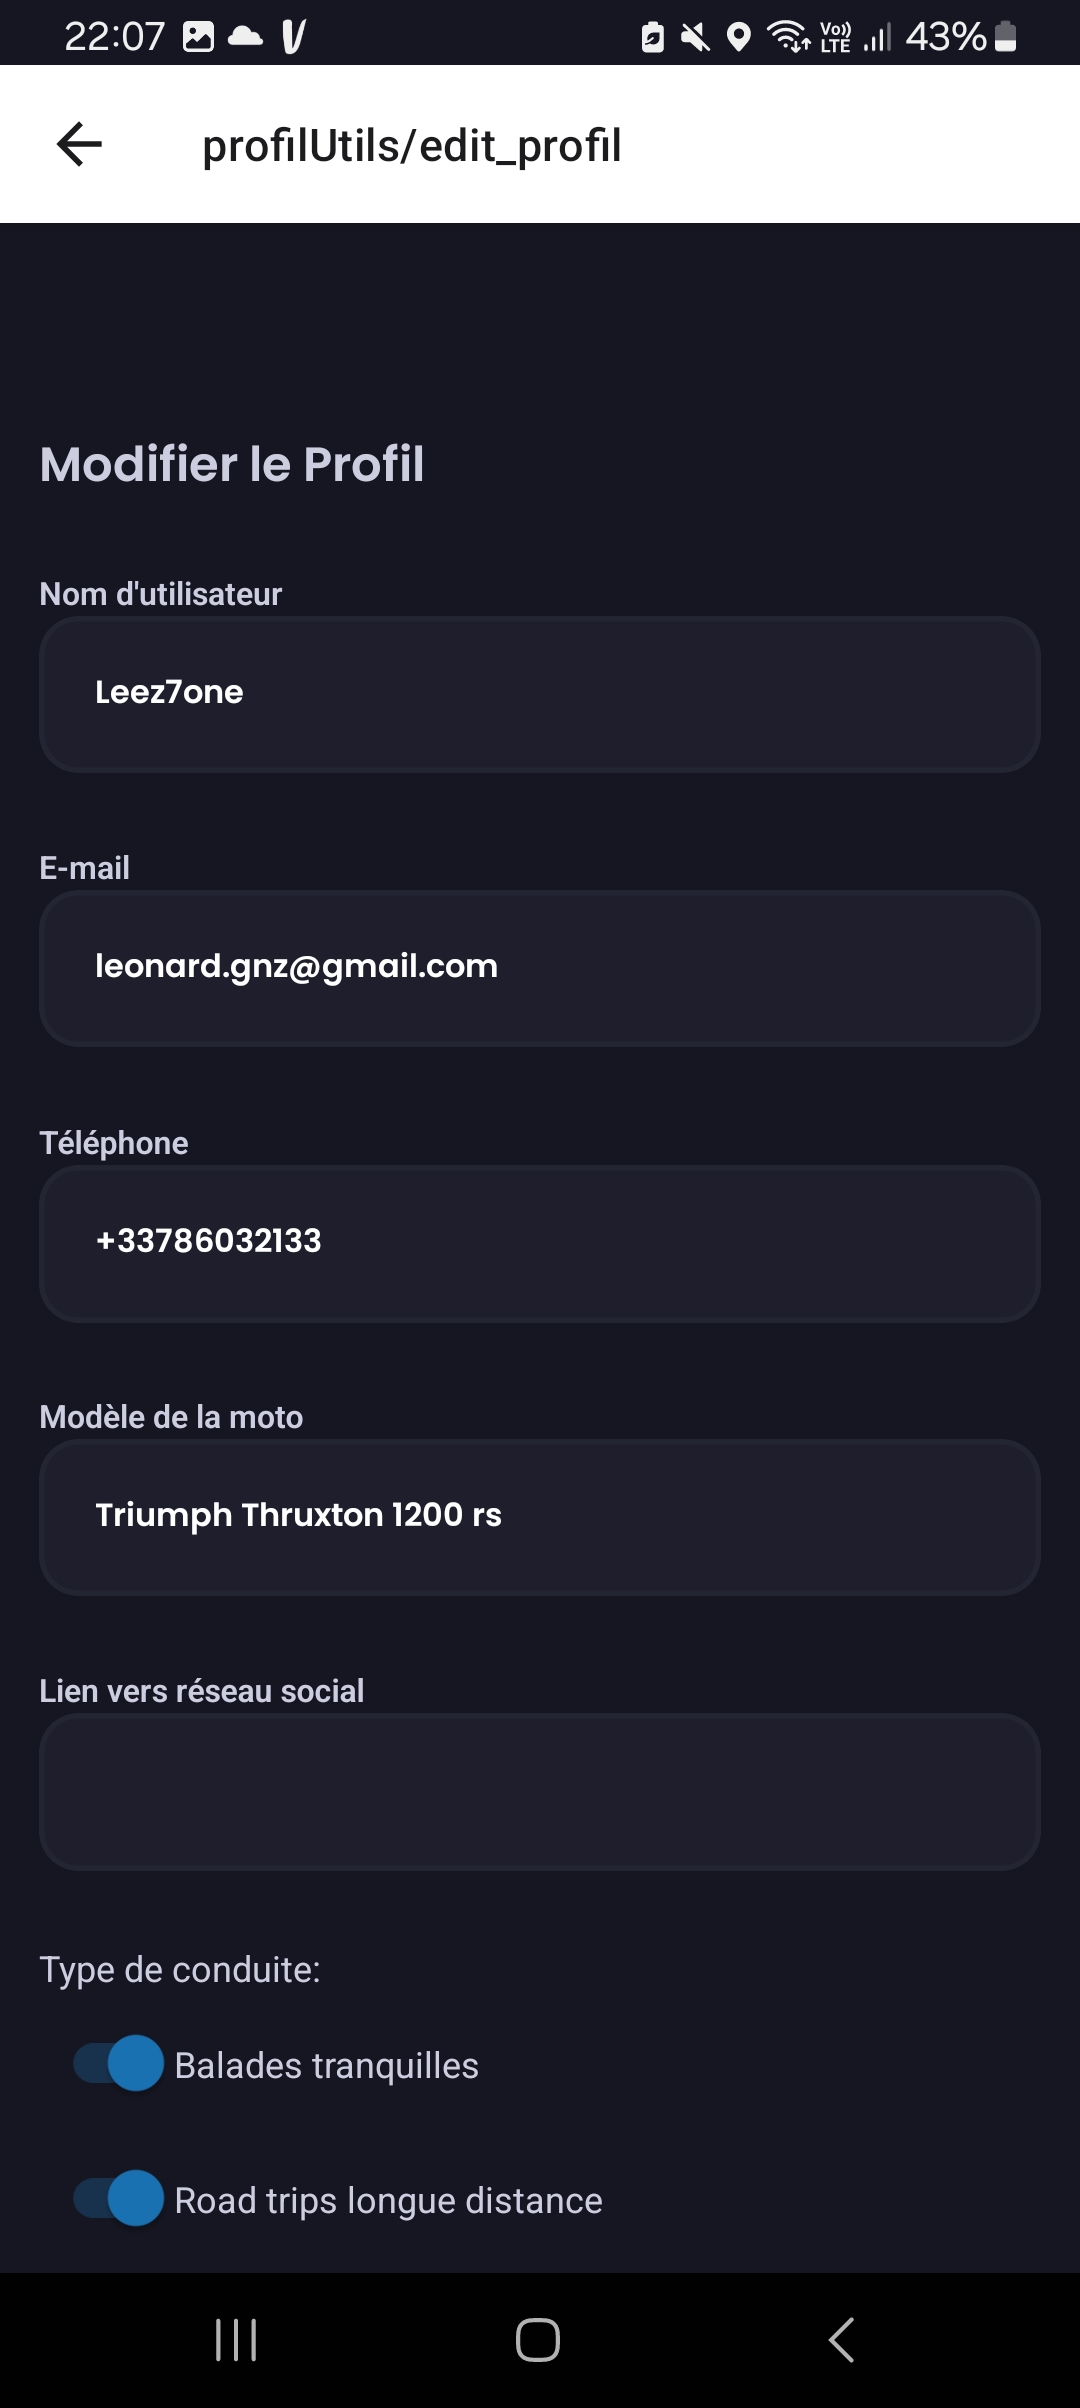 22:07
Vo)) LTE
43%
profilUtils/edit_profil
Modifier le Profil
Nom d'utilisateur
Leez7one
E-mail
leonard.gnz@gmail.com
Téléphone
+33786032133
Modèle de la moto
Triumph Thruxton 1200 rs
Lien vers réseau social
Type de conduite:
Balades tranquilles
Road trips longue distance